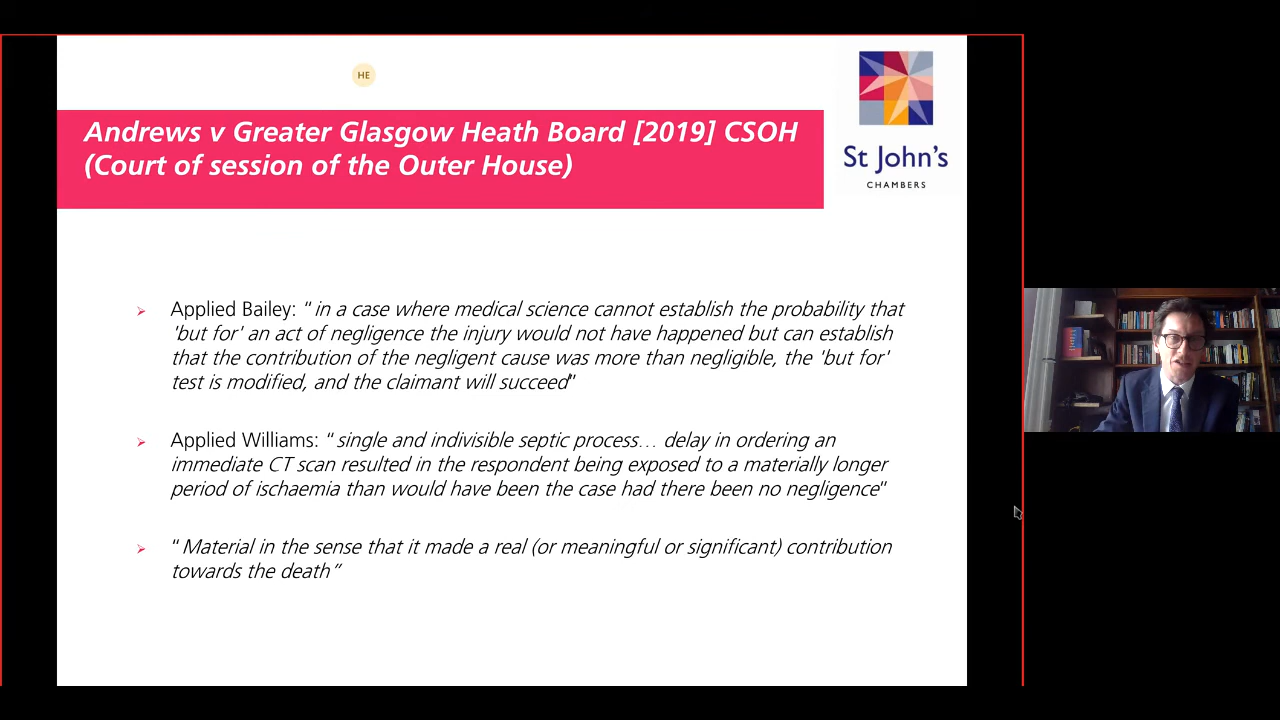 HE
Andrews v Greater Glasgow Heath Board [2019] CSOH
(Court of session of the Outer House)
St John's
CHAMBERS
Applied Bailey: "in a case where medical science cannot establish the probability that
'but for' an act of negligence the injury would not have happened but can establish
that the contribution of the negligent cause was more than negligible, the 'but for'
test is modified, and the claimant will succeed"
Applied Williams: "single and indivisible septic process... delay in ordering an
immediate CT scan resulted in the respondent being exposed to a materially longer
period of ischaemia than would have been the case had there been no negligence"
"Material in the sense that it made a real (or meaningful or significant) contribution
towards the death"